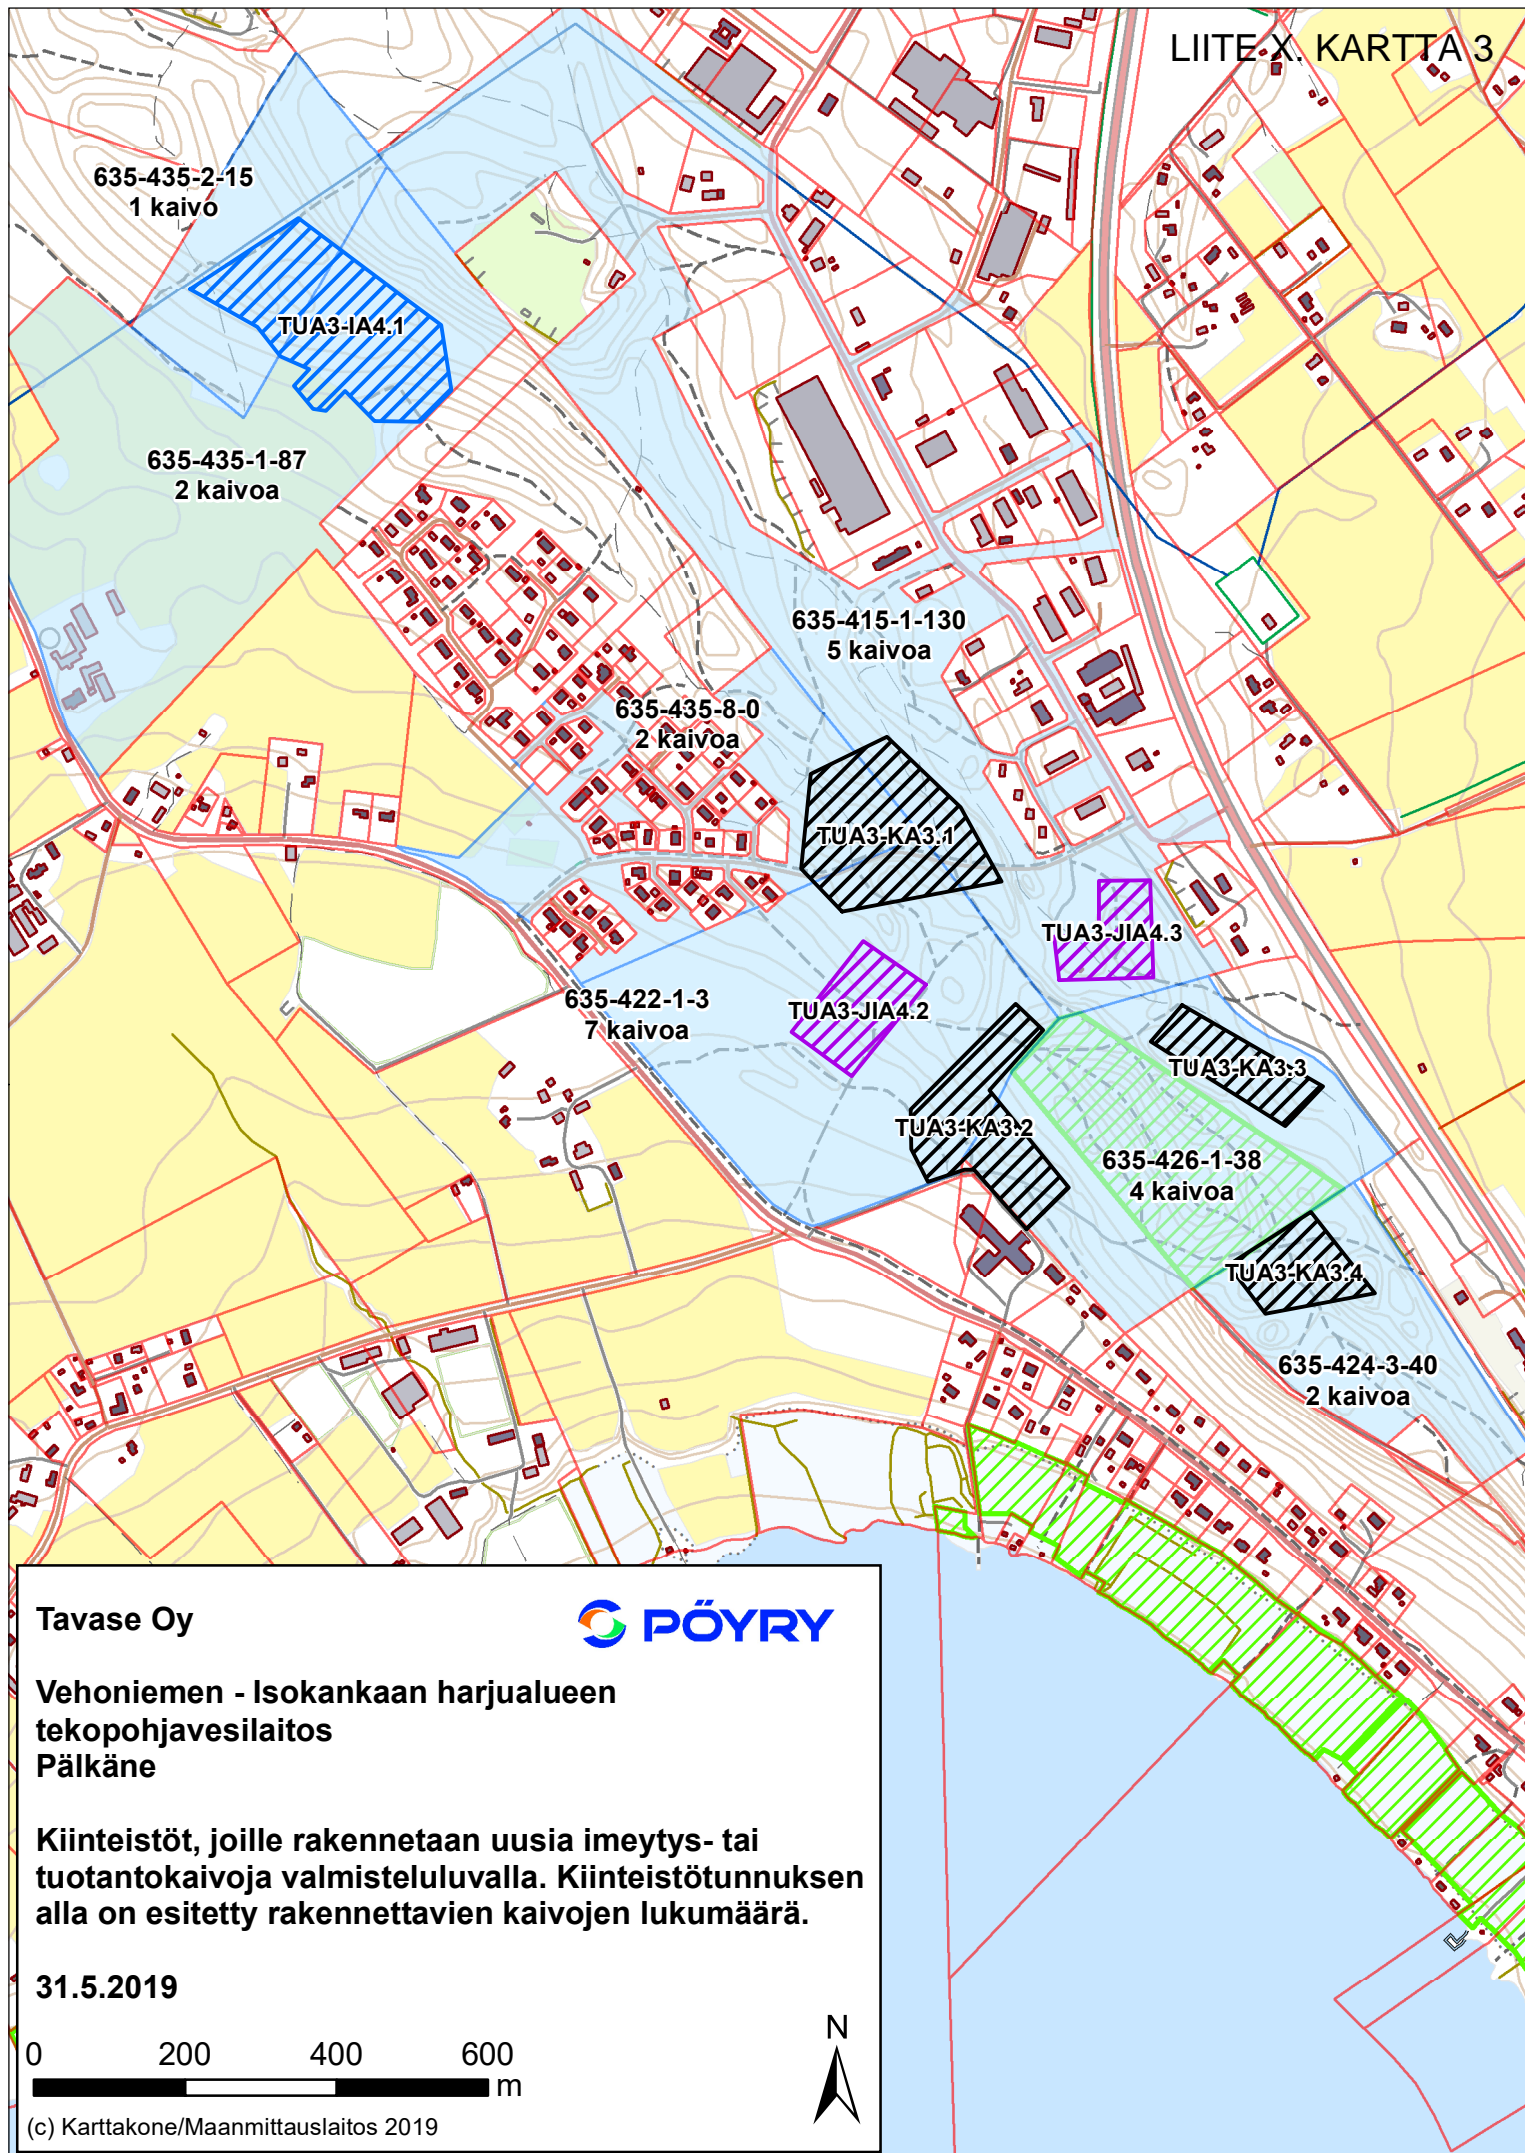 LIITE X. KARTTA 3
635-435-2-15
1 kaivo
TUA3-IA4.1
635-435-1-87
2 kaivoa
635-415-1-130
5 kaivoa
635-435-8-0
2 kaivoa
TUA3-KA3.1
TUA3-JIA4.3
635-422-1-3
7 kaivoa
TUA3-JIA4.2
TUA3-KA3.3
TUA3-KA3.2
635-426-1-38
4 kaivoa
TUA3-KA3.4
635-424-3-40
2 kaivoa
Tavase Oy
PÖYRY
Vehoniemen - Isokankaan harjualueen
tekopohjavesilaitos
Pälkäne
Kiinteistöt, joille rakennetaan uusia imeytys- tai
tuotantokaivoja valmisteluluvalla. Kiinteistötunnuksen
alla on esitetty rakennettavien kaivojen lukumäärä.
31.5.2019
N
0 200 400 600
m
(c) Karttakone/Maanmittauslaitos 2019